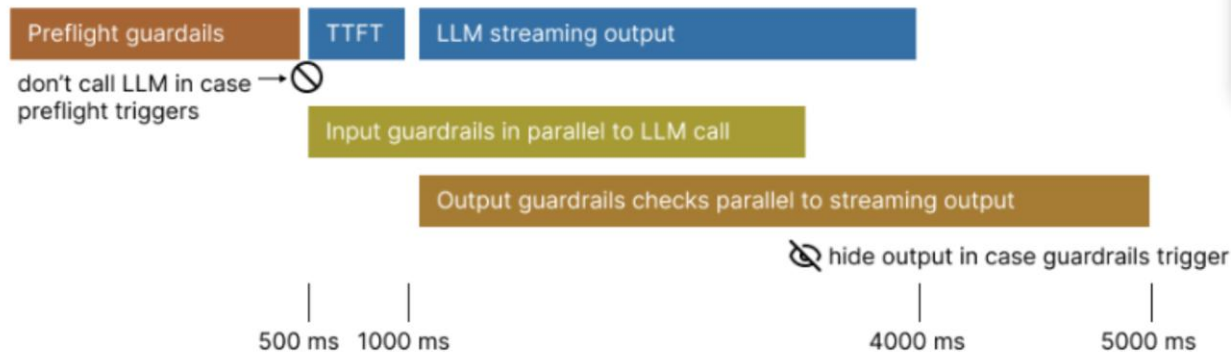 Preflight guardails
TTFT
LLM streaming output
don't call LLM in case
preflight triggers
Input guardrails in parallel to LLM call
Output guardrails checks parallel to streaming output
hide output in case guardrails trigger
500 ms
1000 ms
4000 ms
5000 ms